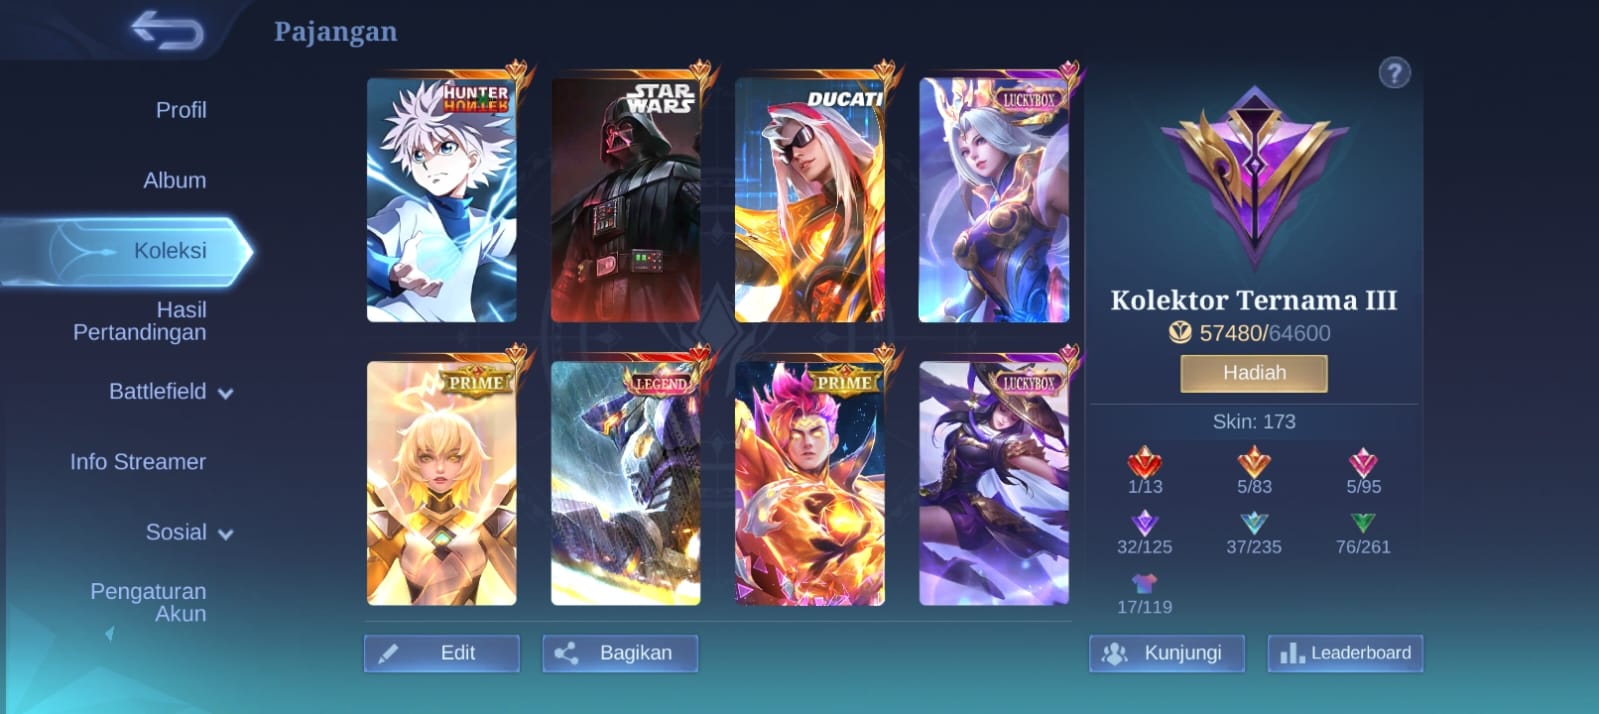 Pajangan
Profil
Album
Koleksi
Hasil
Pertandingan
Battlefield
Info Streamer
Sosial
Pengaturan
Akun
HUNTER
HUNTER
STAR
WARS
DUCATI
LUCKYBOX
PRIME
LEGEND
PRIME
LUCKYBOX
Edit
Bagikan
?
Kolektor Ternama III
57480/64600
Hadiah
Skin: 173
1/13
5/83
5/95
32/125
37/235
76/261
17/119
Kunjungi
Leaderboard